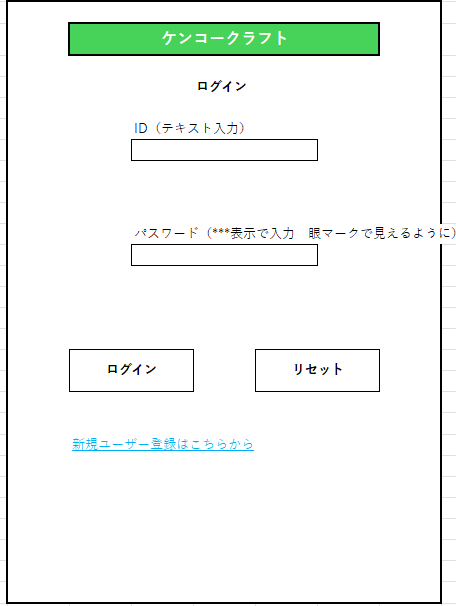 ケンコークラフト
ログイン
ID（テキスト入力）
パスワード（***表示で入力　眼マークで見えるように）
ログイン
リセット
新規ユーザー登録はこちらから